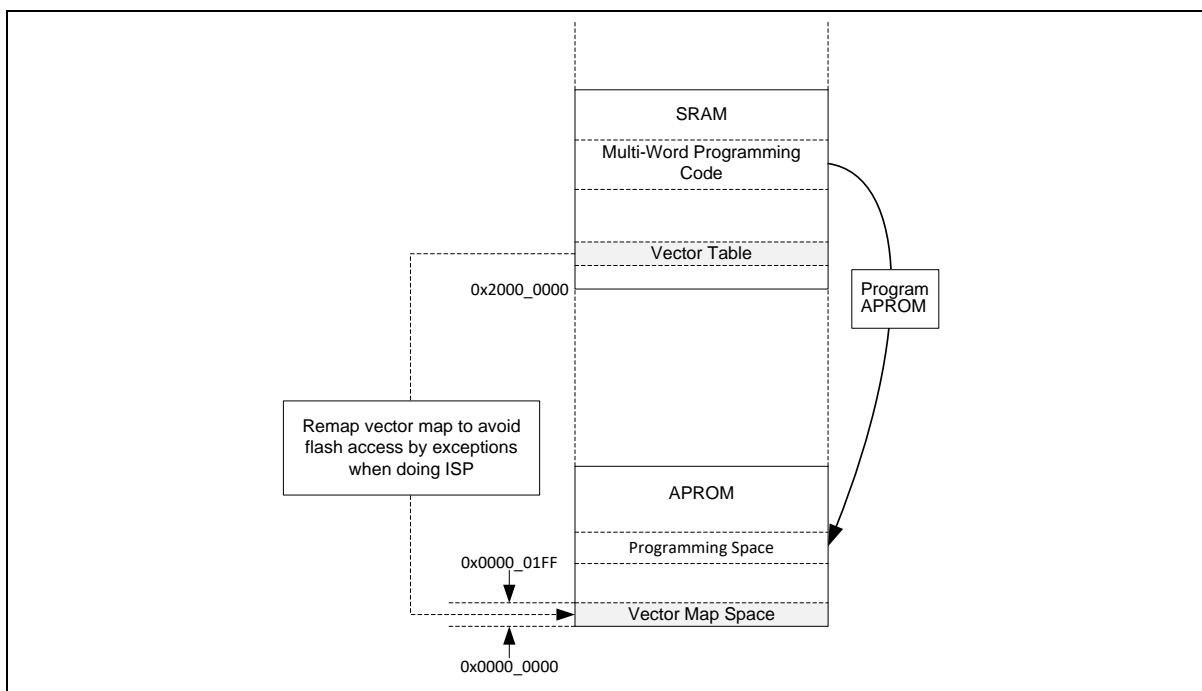 SRAM
Multi-Word Programming
Code
Vector Table
0x2000_0000
Program
APROM
Remap vector map to avoid
flash access by exceptions
when doing ISP
APROM
Programming Space
0x0000_01FF
Vector Map Space
0x0000_0000